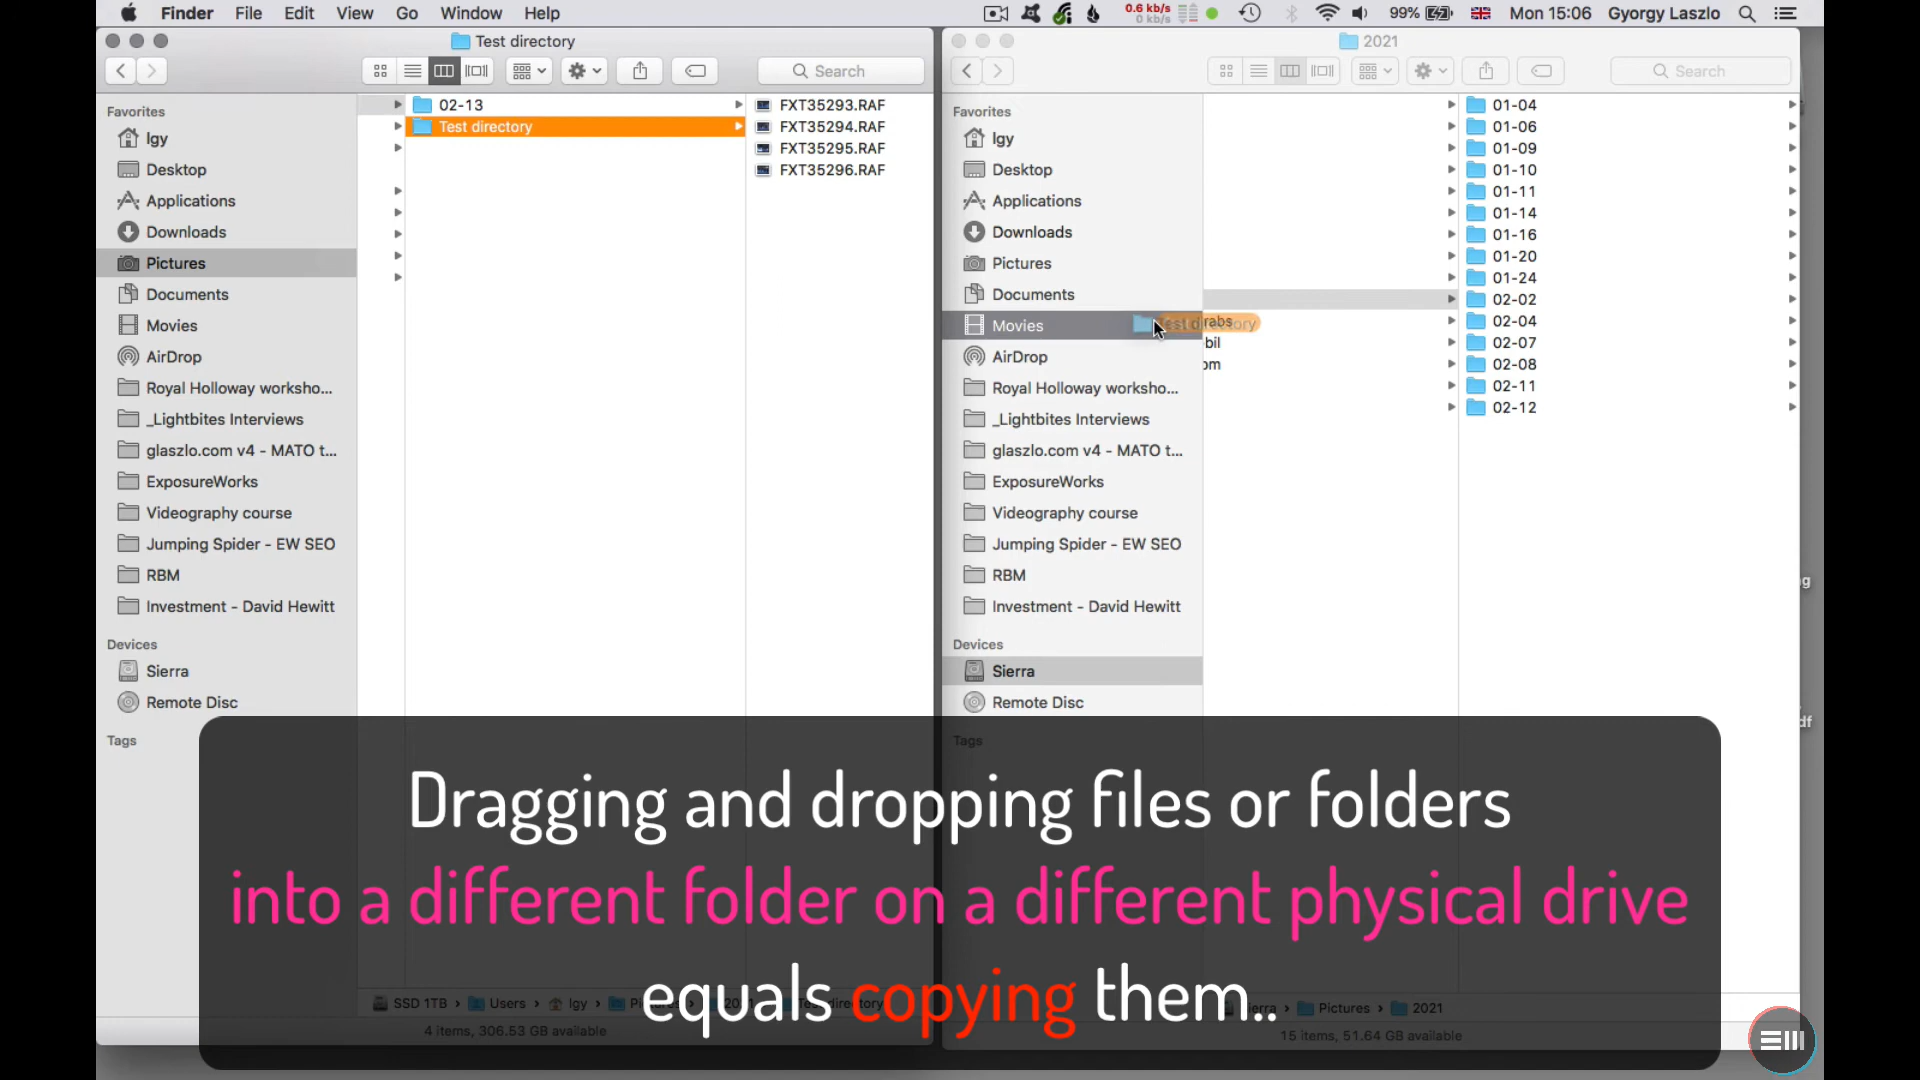 Finder File Edit View Go Window Help
0.6 kb/s
0 kb/s
99% Mon 15:06 Gyorgy Laszlo
Test directory
Search
Favorites
lgy
Desktop
Applications
Downloads
Pictures
Documents
Movies
AirDrop
Royal Holloway worksho...
_Lightbites Interviews
glaszlo.com v4 - MATO t...
ExposureWorks
Videography course
Jumping Spider - EW SEO
RBM
Investment - David Hewitt
Devices
Sierra
Remote Disc
Tags
02-13
Test directory
FXT35293.RAF
FXT35294.RAF
FXT35295.RAF
FXT35296.RAF
2021
Search
Favorites
lgy
Desktop
Applications
Downloads
Pictures
Documents
Movies
AirDrop
Royal Holloway worksho...
_Lightbites Interviews
glaszlo.com v4 - MATO t...
ExposureWorks
Videography course
Jumping Spider - EW SEO
RBM
Investment - David Hewitt
Devices
Sierra
Remote Disc
Tags
01-04
01-06
01-09
01-10
01-11
01-14
01-16
01-20
01-24
02-02
02-04
02-07
02-08
02-11
02-12
Dragging and dropping files or folders
into a different folder on a different physical drive
equals copying them..
SSD 1TB › Users › lgy
4 items, 306.53 GB available
Pictures › 2021
15 items, 51.64 GB available